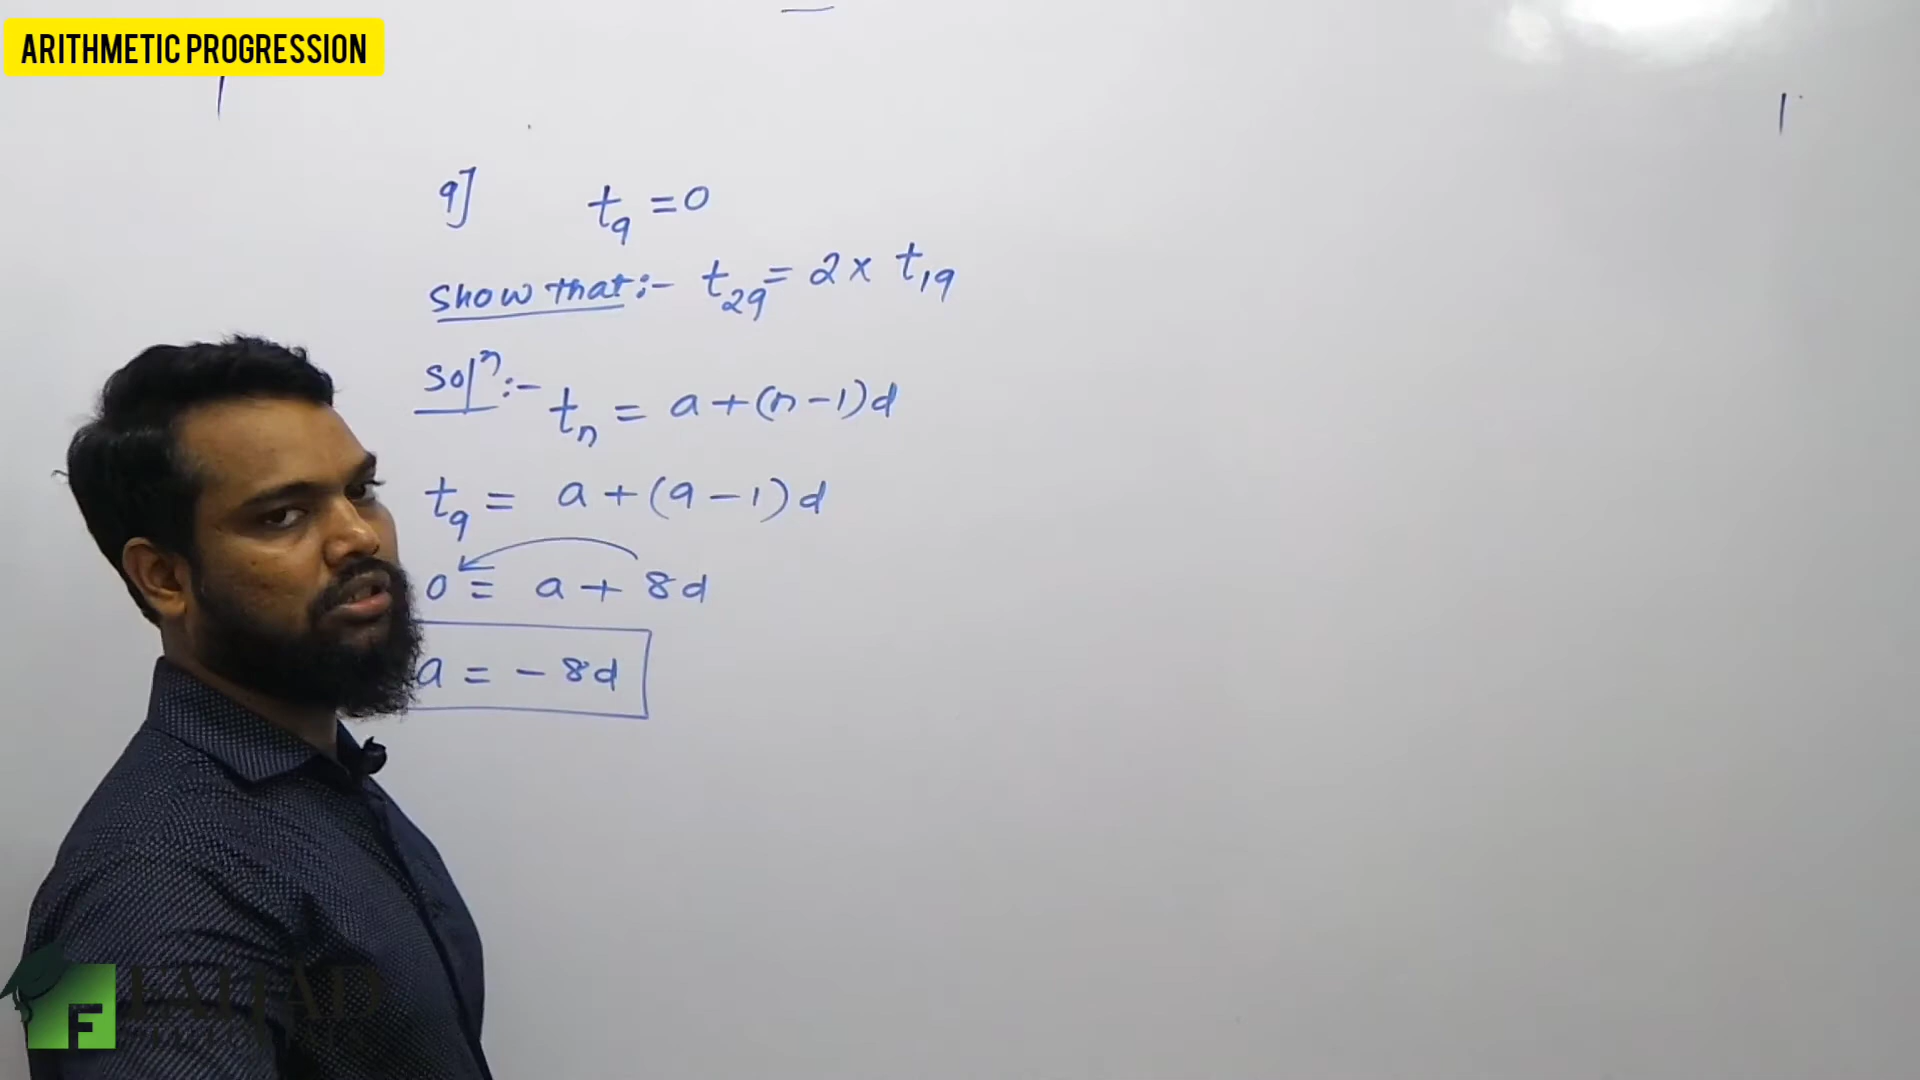 ARITHMETIC PROGRESSION
9] t₉ = 0
Show that :- t₂₉ = 2 × t₁₉
Solⁿ :- tₙ = a + (n - 1) d
t₉ = a + (9 - 1) d
0 = a + 8d
a = - 8d
F